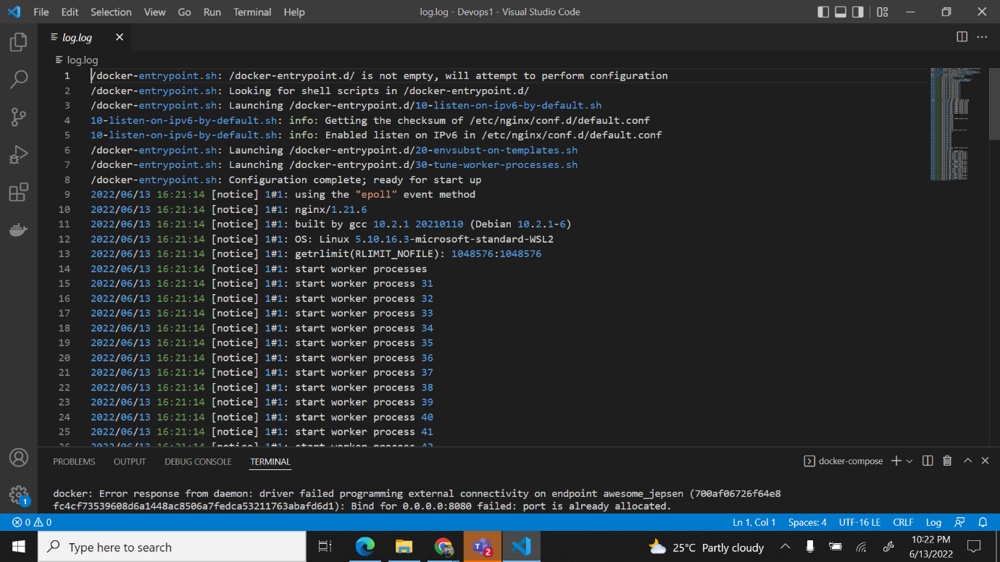 File Edit Selection View Go Run Terminal Help log.log - Devops1 - Visual Studio Code
log.log
log.log
1 /docker-entrypoint.sh: /docker-entrypoint.d/ is not empty, will attempt to perform configuration
2 /docker-entrypoint.sh: Looking for shell scripts in /docker-entrypoint.d/
3 /docker-entrypoint.sh: Launching /docker-entrypoint.d/10-listen-on-ipv6-by-default.sh
4 10-listen-on-ipv6-by-default.sh: info: Getting the checksum of /etc/nginx/conf.d/default.conf
5 10-listen-on-ipv6-by-default.sh: info: Enabled listen on IPv6 in /etc/nginx/conf.d/default.conf
6 /docker-entrypoint.sh: Launching /docker-entrypoint.d/20-envsubst-on-templates.sh
7 /docker-entrypoint.sh: Launching /docker-entrypoint.d/30-tune-worker-processes.sh
8 /docker-entrypoint.sh: Configuration complete; ready for start up
9 2022/06/13 16:21:14 [notice] 1#1: using the "epoll" event method
10 2022/06/13 16:21:14 [notice] 1#1: nginx/1.21.6
11 2022/06/13 16:21:14 [notice] 1#1: built by gcc 10.2.1 20210110 (Debian 10.2.1-6)
12 2022/06/13 16:21:14 [notice] 1#1: OS: Linux 5.10.16.3-microsoft-standard-WSL2
13 2022/06/13 16:21:14 [notice] 1#1: getrlimit(RLIMIT_NOFILE): 1048576:1048576
14 2022/06/13 16:21:14 [notice] 1#1: start worker processes
15 2022/06/13 16:21:14 [notice] 1#1: start worker process 31
16 2022/06/13 16:21:14 [notice] 1#1: start worker process 32
17 2022/06/13 16:21:14 [notice] 1#1: start worker process 33
18 2022/06/13 16:21:14 [notice] 1#1: start worker process 34
19 2022/06/13 16:21:14 [notice] 1#1: start worker process 35
20 2022/06/13 16:21:14 [notice] 1#1: start worker process 36
21 2022/06/13 16:21:14 [notice] 1#1: start worker process 37
22 2022/06/13 16:21:14 [notice] 1#1: start worker process 38
23 2022/06/13 16:21:14 [notice] 1#1: start worker process 39
24 2022/06/13 16:21:14 [notice] 1#1: start worker process 40
25 2022/06/13 16:21:14 [notice] 1#1: start worker process 41
26 2022/06/13 16:21:14 [notice] 1#1: start worker process 42
PROBLEMS OUTPUT DEBUG CONSOLE TERMINAL docker-compose
docker: Error response from daemon: driver failed programming external connectivity on endpoint awesome_jepsen (700af06726f64e8
fc4cf73539608d6a1448ac8506a7fedca53211763abafd6d1): Bind for 0.0.0.0:8080 failed: port is already allocated.
1
0 0 Ln 1, Col 1 Spaces: 4 UTF-16 LE CRLF Log
Type here to search 2 25°C Partly cloudy 10:22 PM
6/13/2022